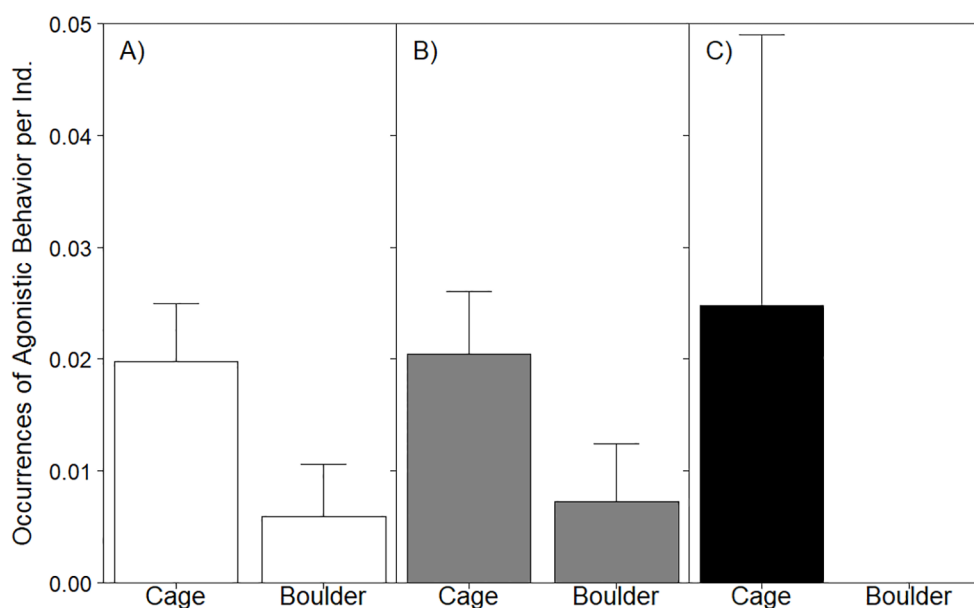 Occurrences of Agonistic Behavior per Ind.
0.05
0.04
0.03
0.02
0.01
0.00
A)
B)
C)
Cage
Boulder
Cage
Boulder
Cage
Boulder